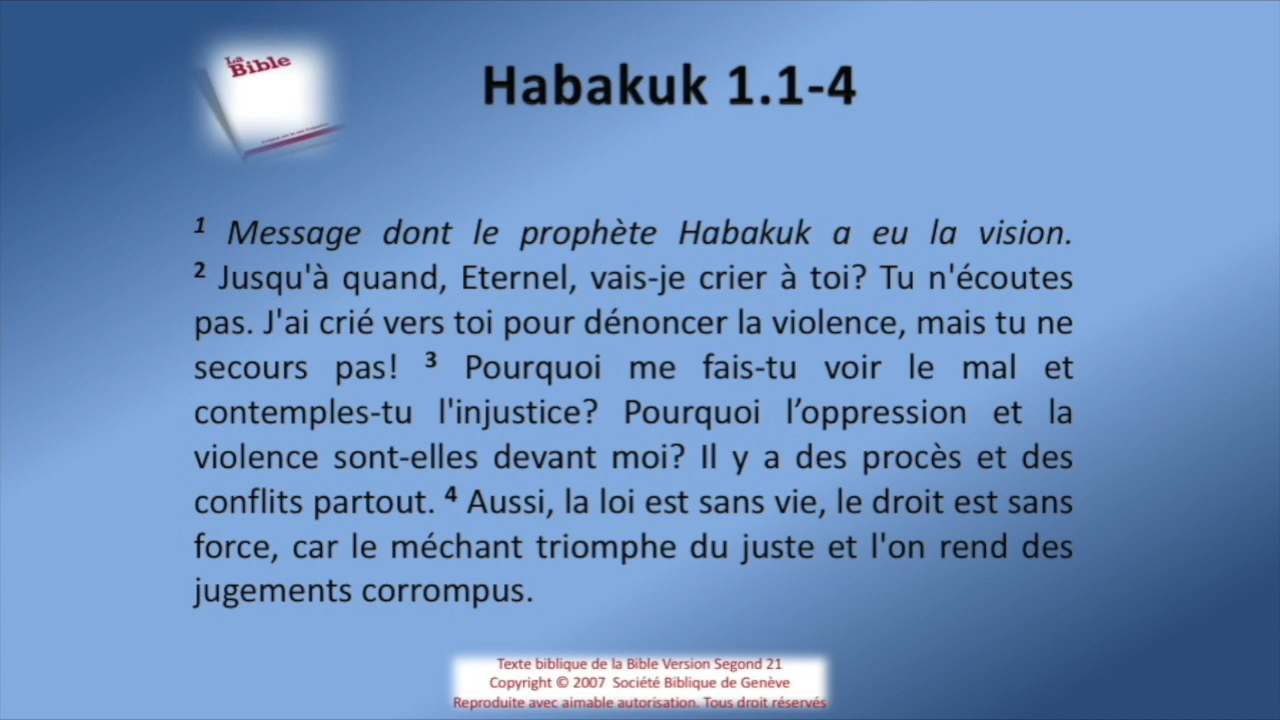 La
Bible
Habakuk 1.1-4
1 Message dont le prophète Habakuk a eu la vision.
2 Jusqu'à quand, Eternel, vais-je crier à toi? Tu n'écoutes
pas. J'ai crié vers toi pour dénoncer la violence, mais tu ne
secours pas! 3 Pourquoi me fais-tu voir le mal et
contemples-tu l'injustice? Pourquoi l’oppression et la
violence sont-elles devant moi? Il y a des procès et des
conflits partout. 4 Aussi, la loi est sans vie, le droit est sans
force, car le méchant triomphe du juste et l'on rend des
jugements corrompus.
Texte biblique de la Bible Version Segond 21
Copyright © 2007 Société Biblique de Genève
Reproduite avec aimable autorisation. Tous droit réservés